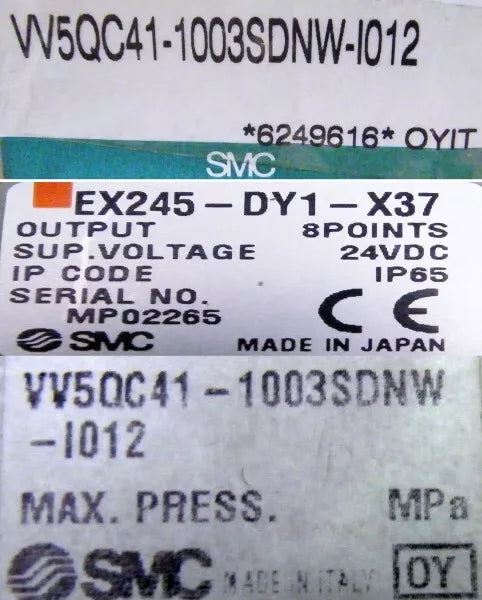 VV5QC41-1003SDNW-I012
*6249616* OYIT
SMC
EX245-DY1-X37
OUTPUT 8POINTS
SUP.VOLTAGE 24VDC
IP CODE IP65
SERIAL NO.
MP02265 CE
SMC MADE IN JAPAN
VV5QC41-1003SDNW
-I012
MAX. PRESS. MPa
SMC MADE IN ITALY OY